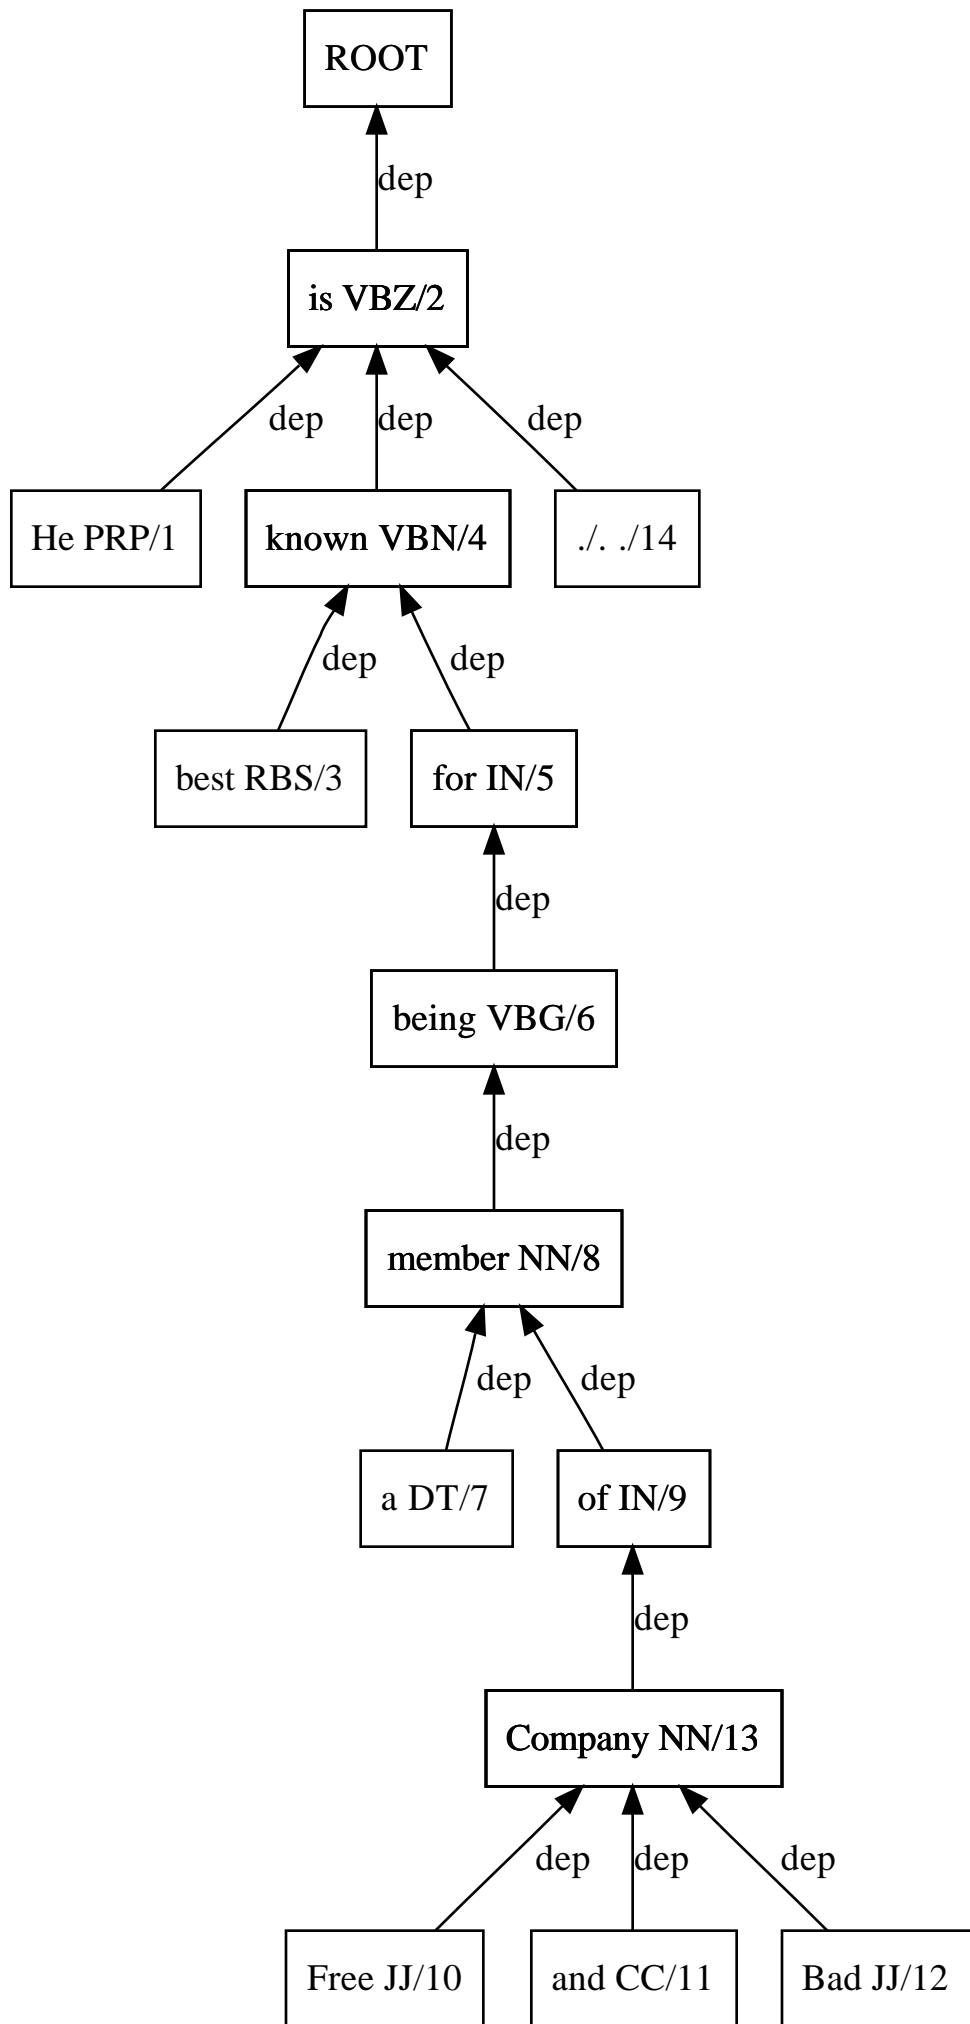 ROOT
dep
is VBZ/2
dep dep dep
He PRP/1 known VBN/4 ./. ./14
dep dep
best RBS/3 for IN/5
dep
being VBG/6
dep
member NN/8
dep dep
a DT/7 of IN/9
dep
Company NN/13
dep dep dep
Free JJ/10 and CC/11 Bad JJ/12